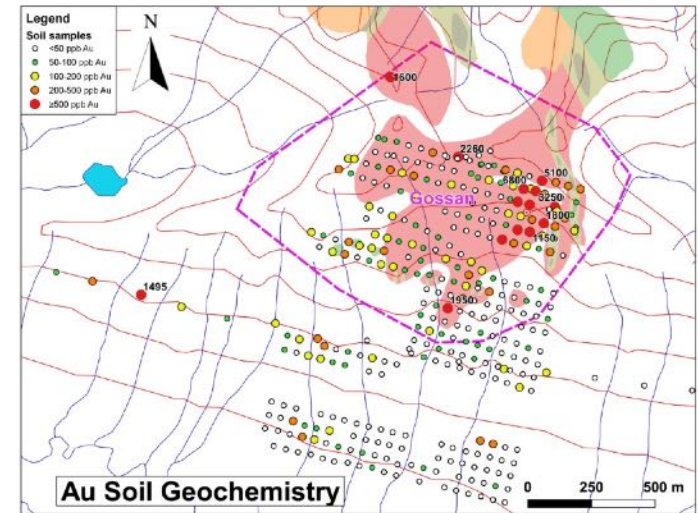 Legend
Soil samples
<50 ppb Au
50-100 ppb Au
100-200 ppb Au
200-500 ppb Au
≥500 ppb Au
N
1600
2260
5100
6800
Gossan
3250
1800
1150
1495
1950
Au Soil Geochemistry
0 250 500 m